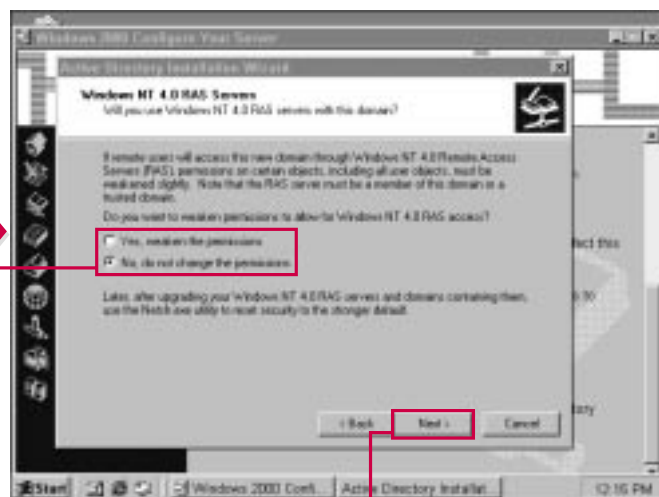 Windows 2000 Configure Your Server
Active Directory Installation Wizard
Windows NT 4.0 RAS Servers
Will you use Windows NT 4.0 RAS servers with this domain?
If remote users will access this new domain through Windows NT 4.0 Remote Access
Servers (RAS), permissions on certain objects, including all user objects, must be
weakened slightly. Note that the RAS server must be a member of this domain or a
trusted domain.
Do you want to weaken permissions to allow for Windows NT 4.0 RAS access?
Yes, weaken the permissions
No, do not change the permissions
Later, after upgrading your Windows NT 4.0 RAS servers and domains containing them,
use the Netsh.exe utility to reset security to the stronger default.
< Back
Next >
Cancel
Start
Windows 2000 Confi...
Active Directory Installat...
12:15 PM